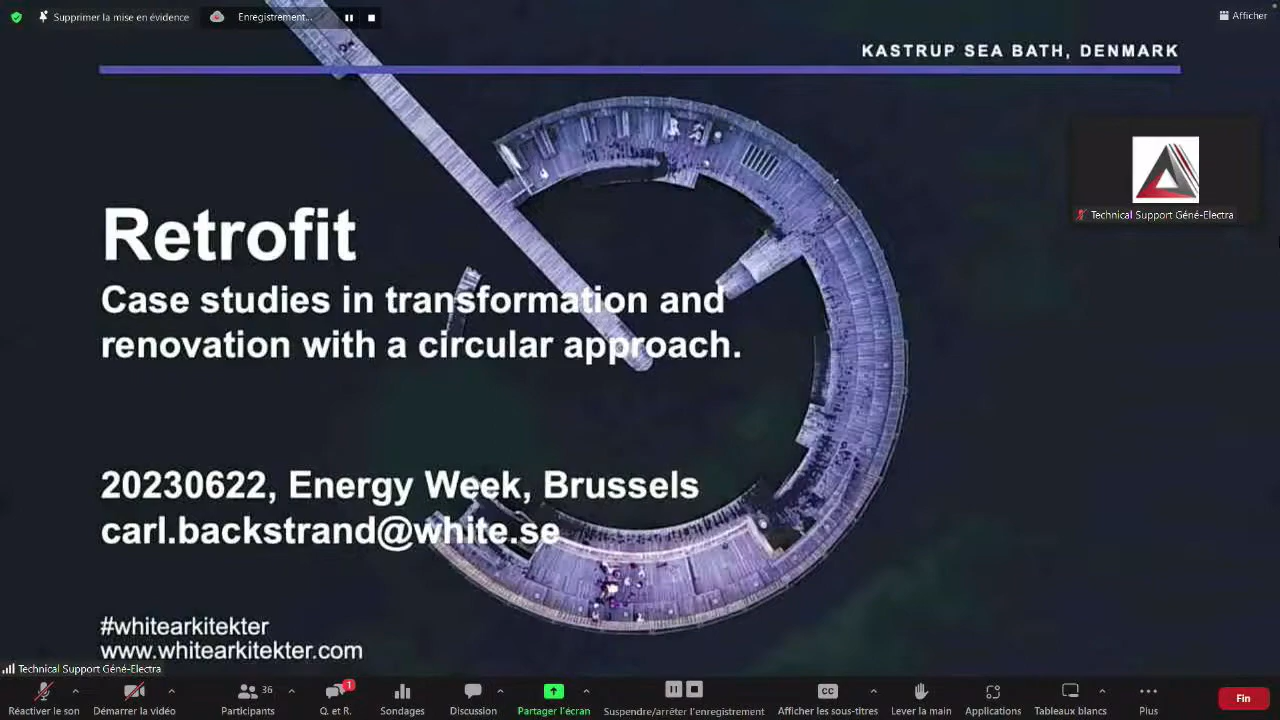 Supprimer la mise en évidence
Enregistrement...
Afficher
KASTRUP SEA BATH, DENMARK
Technical Support Géné-Electra
Retrofit
Case studies in transformation and
renovation with a circular approach.
20230622, Energy Week, Brussels
carl.backstrand@white.se
#whitearkitekter
www.whitearkitekter.com
Technical Support Géné-Electra
Réactiver le son
Démarrer la vidéo
36
Participants
1
Q. et R.
Sondages
Discussion
Partager l'écran
Suspendre/arrêter l'enregistrement
CC
Afficher les sous-titres
Lever la main
Applications
Tableaux blancs
Plus
Fin